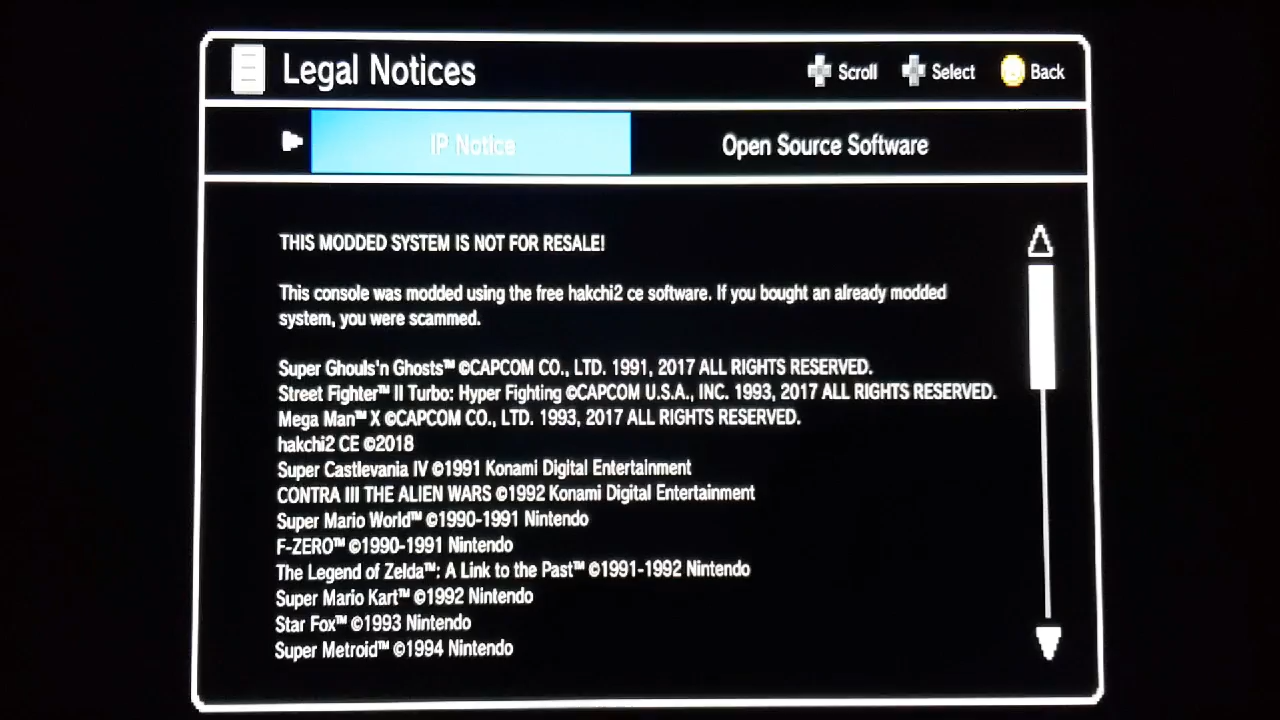 Legal Notices
Scroll Select Back
IP Notice Open Source Software
THIS MODDED SYSTEM IS NOT FOR RESALE!
This console was modded using the free hakchi2 ce software. If you bought an already modded
system, you were scammed.
Super Ghouls'n Ghosts™ ©CAPCOM CO., LTD. 1991, 2017 ALL RIGHTS RESERVED.
Street Fighter™ II Turbo: Hyper Fighting ©CAPCOM U.S.A., INC. 1993, 2017 ALL RIGHTS RESERVED.
Mega Man™ X ©CAPCOM CO., LTD. 1993, 2017 ALL RIGHTS RESERVED.
hakchi2 CE ©2018
Super Castlevania IV ©1991 Konami Digital Entertainment
CONTRA III THE ALIEN WARS ©1992 Konami Digital Entertainment
Super Mario World™ ©1990-1991 Nintendo
F-ZERO™ ©1990-1991 Nintendo
The Legend of Zelda™: A Link to the Past™ ©1991-1992 Nintendo
Super Mario Kart™ ©1992 Nintendo
Star Fox™ ©1993 Nintendo
Super Metroid™ ©1994 Nintendo